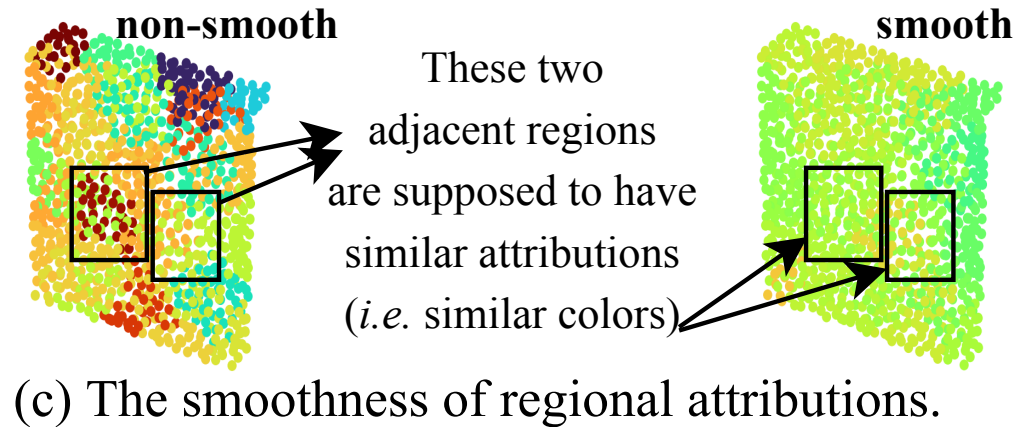 non-smooth
smooth
These two
adjacent regions
are supposed to have
similar attributions
(i.e. similar colors)
(c) The smoothness of regional attributions.